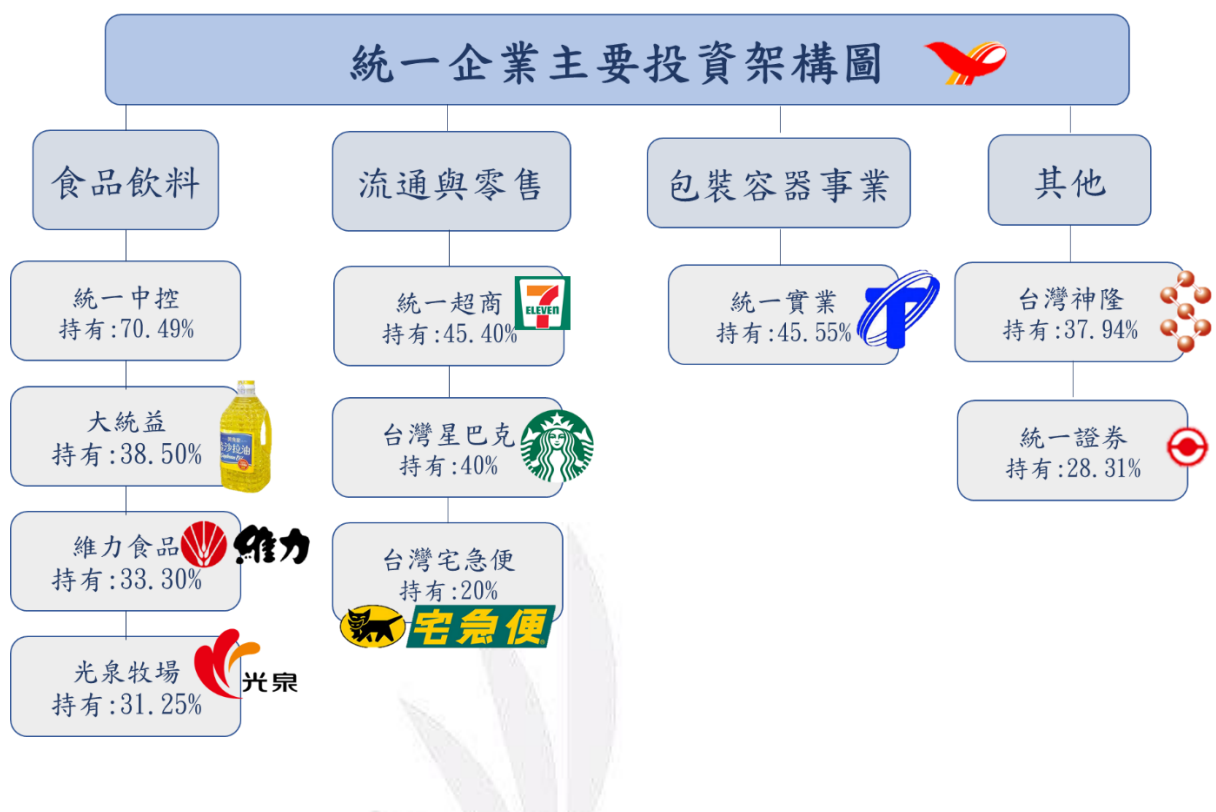 統一企業主要投資架構圖
食品飲料
統一中控
持有:70.49%
大統益
持有:38.50%
沙拉油
維力食品
維力
持有:33.30%
光泉牧場
光泉
持有:31.25%
流通與零售
統一超商
ELEVEN
持有:45.40%
台灣星巴克
持有:40%
台灣宅急便
持有:20%
宅急便
包裝容器事業
統一實業
持有:45.55%
其他
台灣神隆
持有:37.94%
統一證券
持有:28.31%